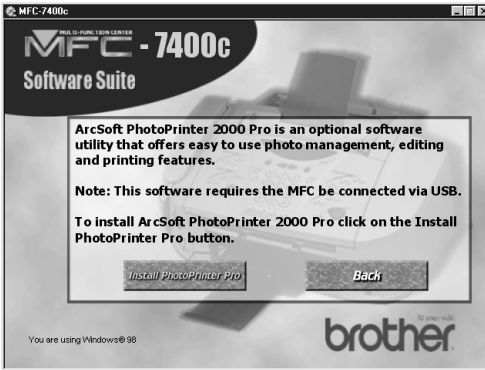 MFC-7400c
MULTI-FUNCTION CENTER
MFC - 7400c
Software Suite
ArcSoft PhotoPrinter 2000 Pro is an optional software
utility that offers easy to use photo management, editing
and printing features.
Note: This software requires the MFC be connected via USB.
To install ArcSoft PhotoPrinter 2000 Pro click on the Install
PhotoPrinter Pro button.
Install PhotoPrinter Pro
Back
At your side.
brother
You are using Windows® 98